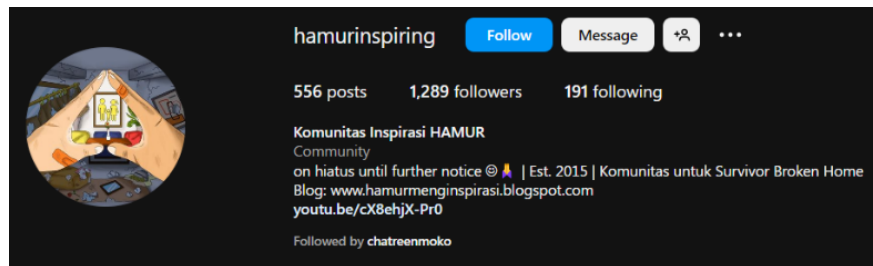 hamurinspiring Follow Message
556 posts 1,289 followers 191 following
Komunitas Inspirasi HAMUR
Community
on hiatus until further notice 😔🧘‍♀️ | Est. 2015 | Komunitas untuk Survivor Broken Home
Blog: www.hamurmenginspirasi.blogspot.com
youtu.be/cX8ehjX-Pr0
Followed by chatreenmoko